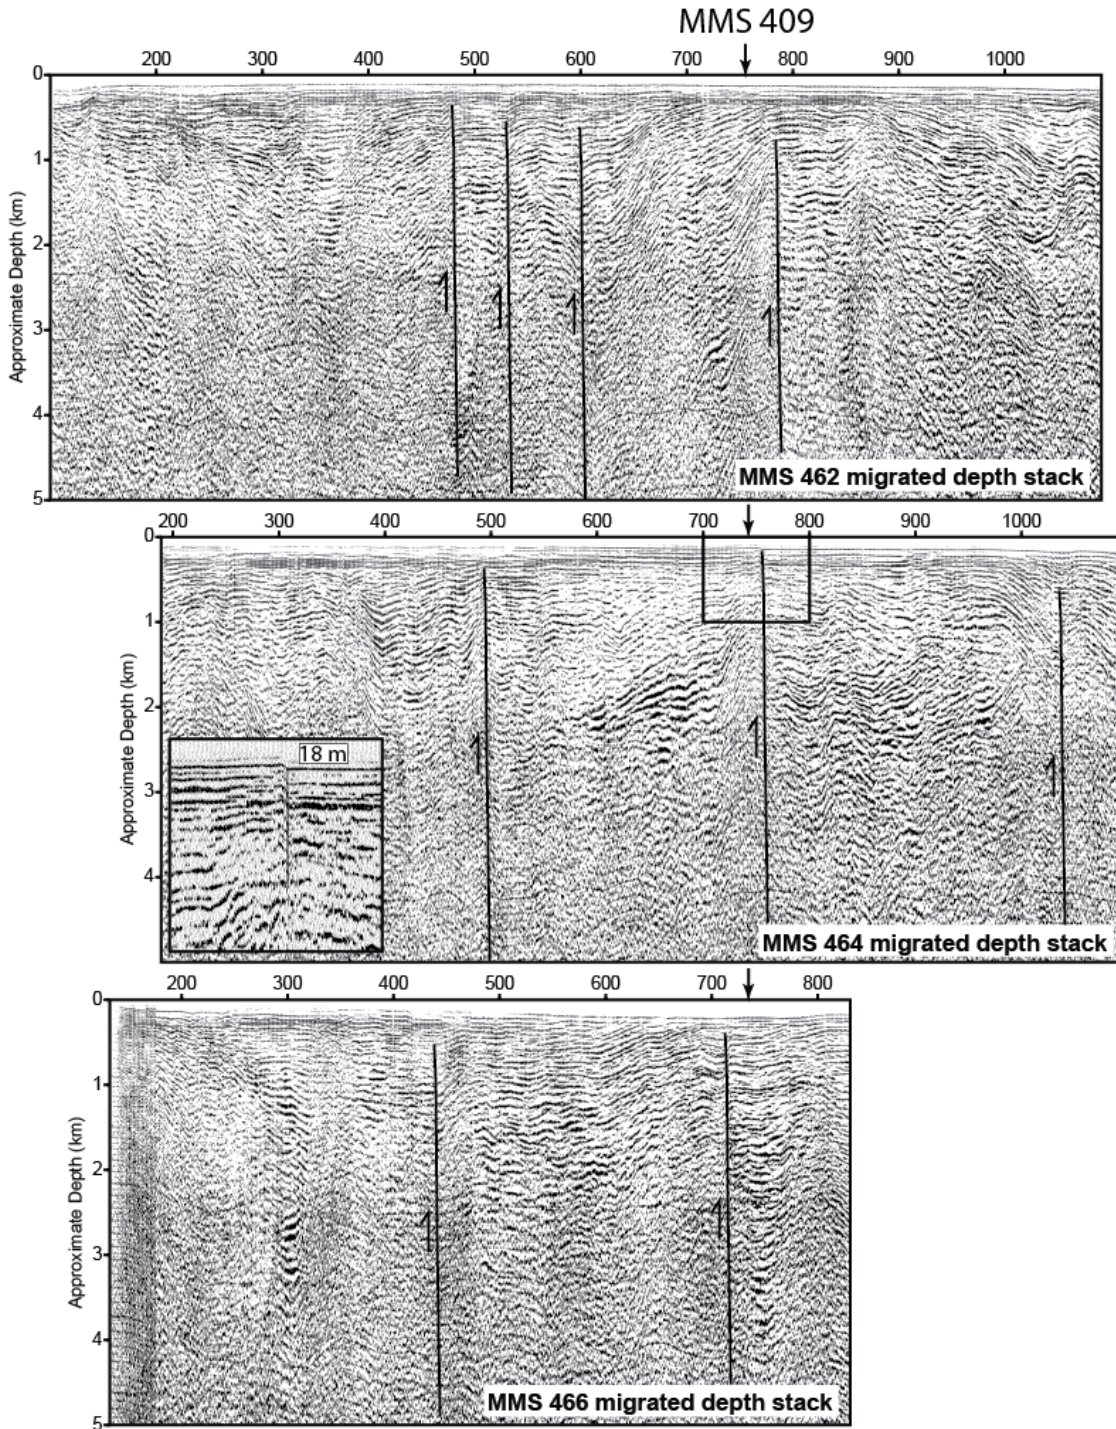 MMS 409
200 300 400 500 600 700 800 900 1000
0
1
2
3
4
5
Approximate Depth (km)
MMS 462 migrated depth stack
200 300 400 500 600 700 800 900 1000
0
1
2
3
4
Approximate Depth (km)
18 m
MMS 464 migrated depth stack
200 300 400 500 600 700 800
0
1
2
3
4
5
Approximate Depth (km)
MMS 466 migrated depth stack